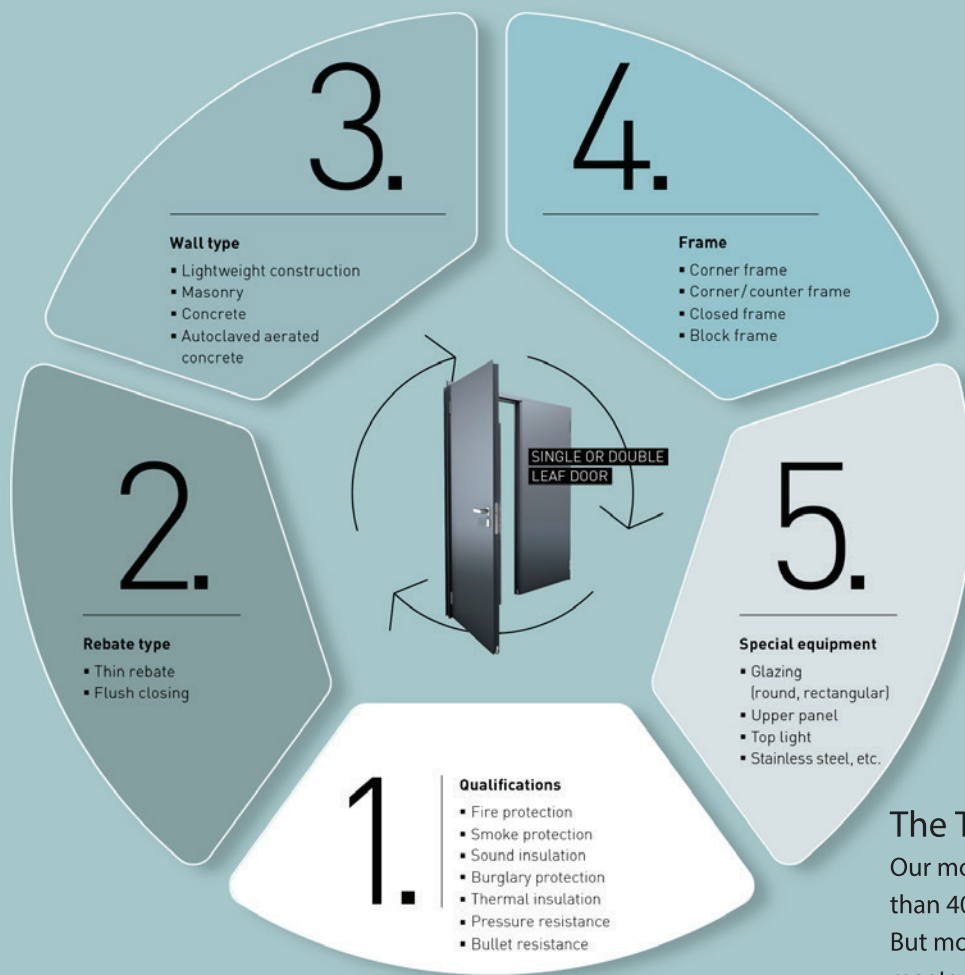 3.
Wall type
▪ Lightweight construction
▪ Masonry
▪ Concrete
▪ Autoclaved aerated
concrete
4.
Frame
▪ Corner frame
▪ Corner/counter frame
▪ Closed frame
▪ Block frame
SINGLE OR DOUBLE
LEAF DOOR
2.
Rebate type
▪ Thin rebate
▪ Flush closing
5.
Special equipment
▪ Glazing
(round, rectangular)
▪ Upper panel
▪ Top light
▪ Stainless steel, etc.
1.
Qualifications
▪ Fire protection
▪ Smoke protection
▪ Sound insulation
▪ Burglary protection
▪ Thermal insulation
▪ Pressure resistance
▪ Bullet resistance
The
Our
than 40
But